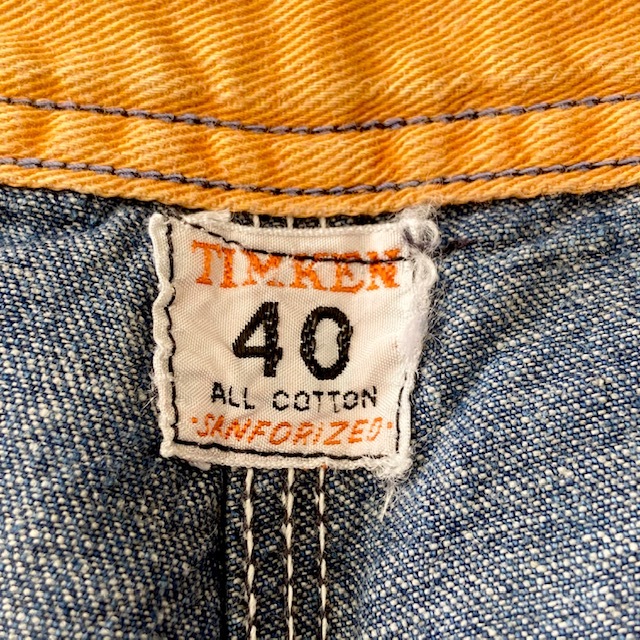 TIMKEN
40
ALL COTTON
·SANFORIZED·